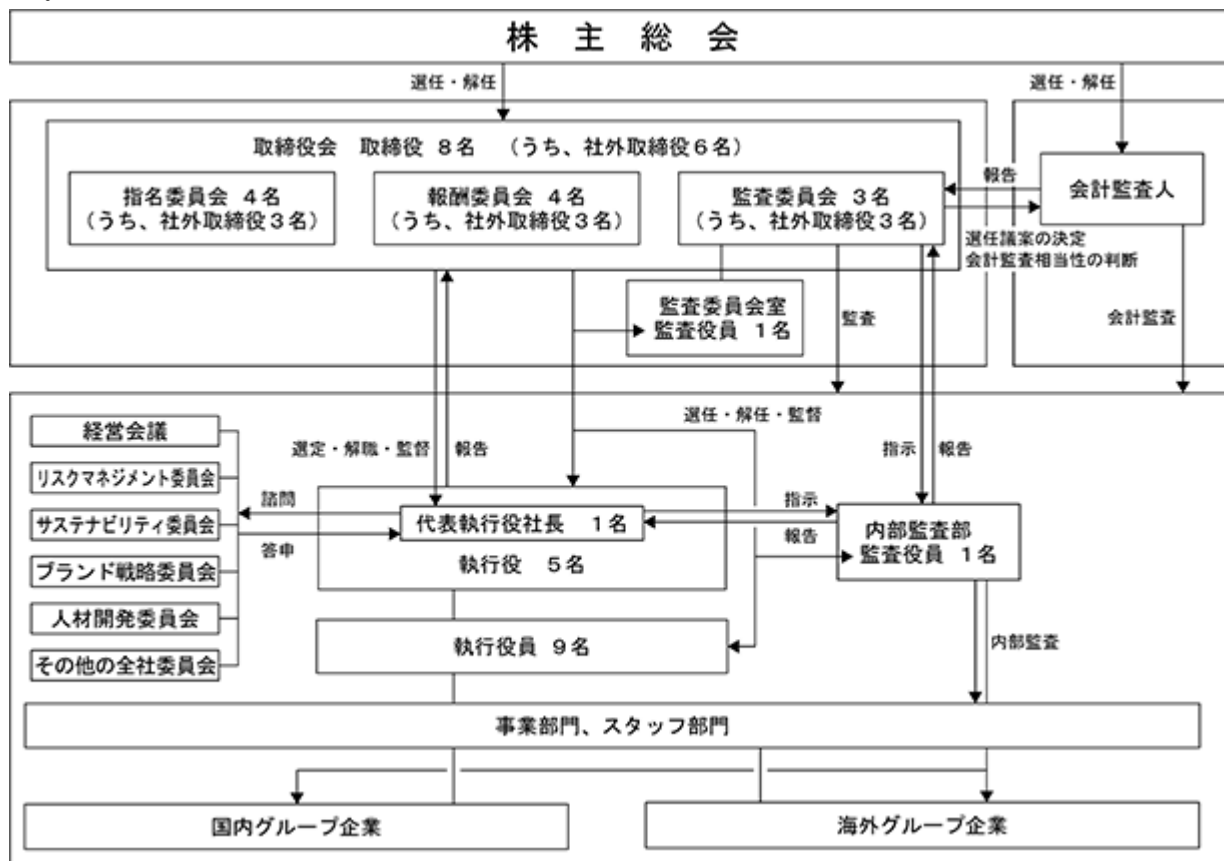 株 主 総 会
選任・解任
選任・解任
取締役会 取締役 8名 (うち、社外取締役6名)
指名委員会 4名
(うち、社外取締役3名)
報酬委員会 4名
(うち、社外取締役3名)
監査委員会 3名
(うち、社外取締役3名)
報告
会計監査人
選任議案の決定
会計監査相当性の判断
監査委員会室
監査役員 1名
監査
会計監査
選任・解任・監督
経営会議
リスクマネジメント委員会
サステナビリティ委員会
ブランド戦略委員会
人材開発委員会
その他の全社委員会
選定・解職・監督
報告
指示
報告
諮問
答申
代表執行役社長 1名
執行役 5名
指示
報告
内部監査部
監査役員 1名
執行役員 9名
内部監査
事業部門、スタッフ部門
国内グループ企業
海外グループ企業